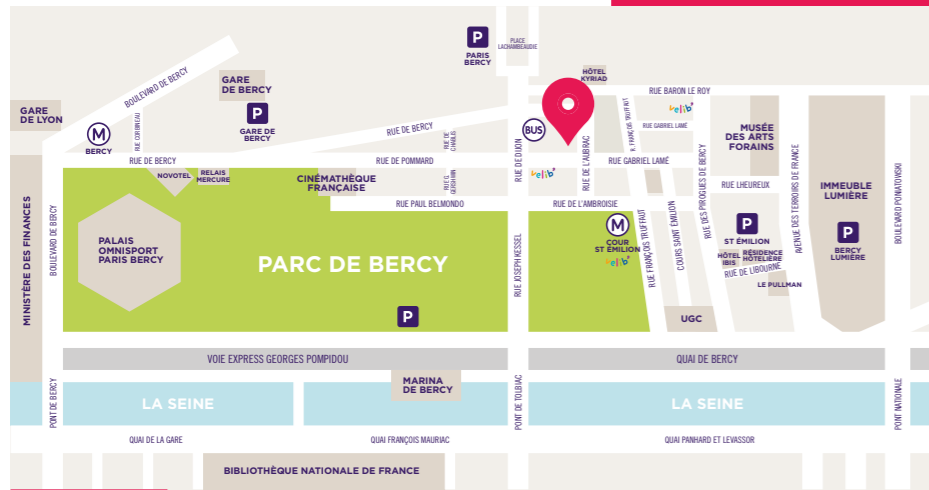 P
PARIS
BERCY
PLACE
LACHAMBEAUDIE
BOULEVARD DE BERCY
GARE
DE BERCY
P
GARE DE
BERCY
HÔTEL
KYRIAD
RUE BARON LE ROY
GARE
DE LYON
M
BERCY
RUE CORBINEAU
RUE DE BERCY
RUE DE
CHABLIS
BUS
RUE DE DIJON
RUE DE L'AUBRAC
R. FRANÇOIS TRUFFAUT
velib'
RUE GABRIEL LAMÉ
MUSÉE
DES ARTS
FORAINS
RUE DE BERCY
RUE DE POMMARD
RUE GABRIEL LAMÉ
NOVOTEL
RELAIS
MERCURE
CINÉMATHÈQUE
FRANÇAISE
RUE G.
GERSHWIN
velib'
RUE DES PIROGUES DE BERCY
RUE LHEUREUX
AVENUE DES TERROIRS DE FRANCE
IMMEUBLE
LUMIÈRE
BOULEVARD PONIATOWSKI
RUE PAUL BELMONDO
RUE DE L'AMBROISIE
MINISTÈRE DES FINANCES
BOULEVARD DE BERCY
PALAIS
OMNISPORT
PARIS BERCY
PARC DE BERCY
RUE JOSEPH KESSEL
M
COUR
ST ÉMILION
velib'
RUE FRANÇOIS TRUFFAUT
COURS SAINT ÉMILION
P
ST ÉMILION
HÔTEL
IBIS
RÉSIDENCE
HÔTELIÈRE
RUE DE LIBOURNE
LE PULLMAN
P
BERCY
LUMIÈRE
P
UGC
VOIE EXPRESS GEORGES POMPIDOU
QUAI DE BERCY
PONT DE BERCY
LA SEINE
MARINA
DE BERCY
PONT DE TOLBIAC
LA SEINE
PONT NATIONALE
QUAI DE LA GARE
QUAI FRANÇOIS MAURIAC
QUAI PANHARD ET LEVASSOR
BIBLIOTHÈQUE NATIONALE DE FRANCE